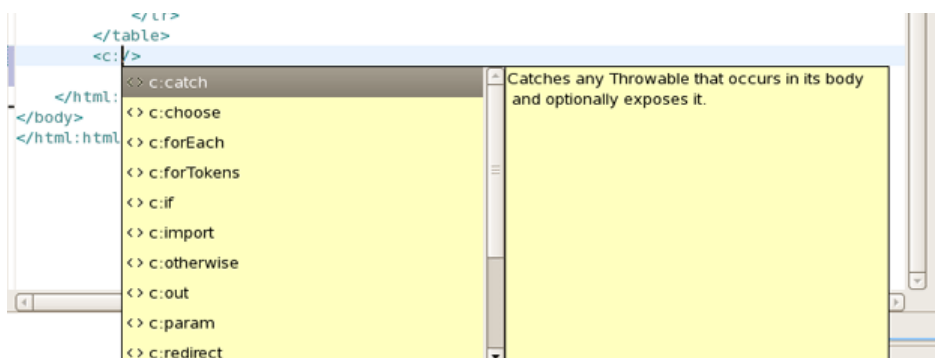 </tr>
</table>
<c:/>
</html:
</body>
</html:html
<> c:catch
<> c:choose
<> c:forEach
<> c:forTokens
<> c:if
<> c:import
<> c:otherwise
<> c:out
<> c:param
<> c:redirect
Catches any Throwable that occurs in its body
and optionally exposes it.